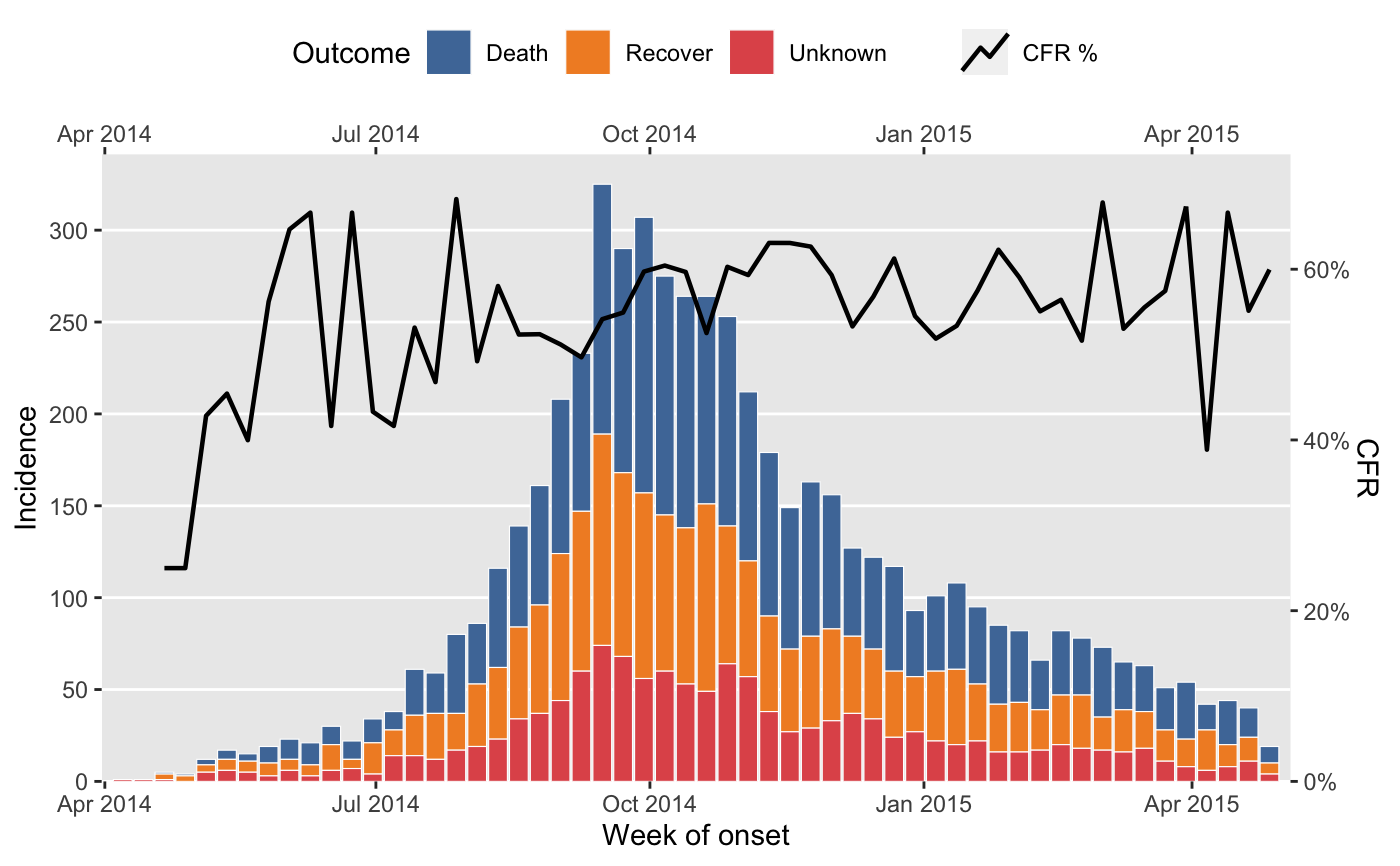 Outcome Death Recover Unknown CFR %
Apr 2014 Jul 2014 Oct 2014 Jan 2015 Apr 2015
300
250
200
150
100
50
0
Incidence
60%
40%
20%
0%
CFR
Apr 2014 Jul 2014 Oct 2014 Jan 2015 Apr 2015
Week of onset